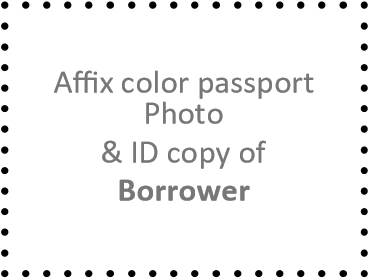 Affix color passport
Photo
& ID copy of
Borrower